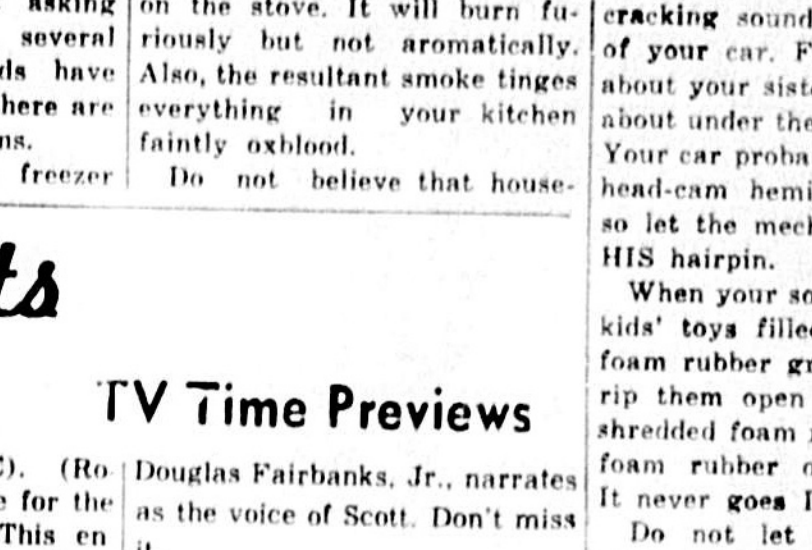 asking
several
ds have
here are
ns.
freezer
on the stove. It will burn fu-
riously but not aromatically.
Also, the resultant smoke tinges
everything in your kitchen
faintly oxblood.
Do not believe that house-
cracking sound
of your car. F
about your sist
about under the
Your car proba
head-cam hemi
so let the mech
HIS hairpin.
When your so
kids' toys fille
foam rubber gr
rip them open
shredded foam
foam rubber
It never goes
Do not let
ts
TV Time Previews
). (Ro
e for the
This en
Douglas Fairbanks, Jr., narrates
as the voice of Scott. Don't miss